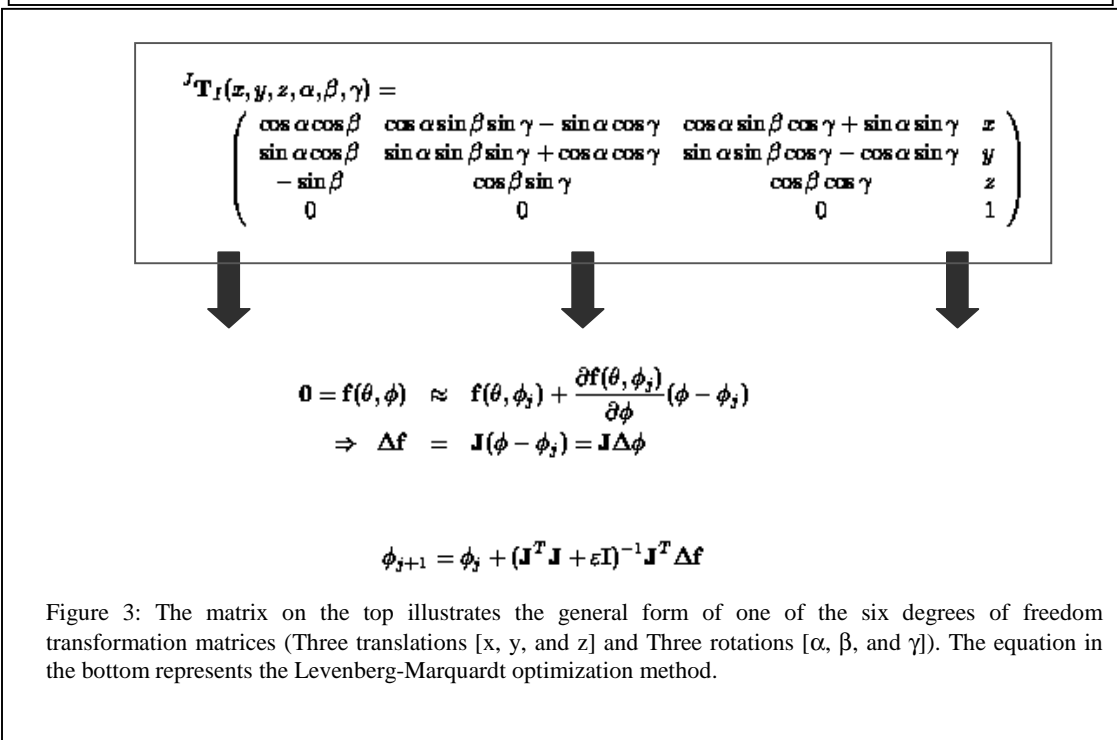 ᴶT_I(x, y, z, α, β, γ) =
cos α cos β   cos α sin β sin γ − sin α cos γ   cos α sin β cos γ + sin α sin γ   x
sin α cos β   sin α sin β sin γ + cos α cos γ   sin α sin β cos γ − cos α sin γ   y
− sin β   cos β sin γ   cos β cos γ   z
0   0   0   1
0 = f(θ, φ) ≈ f(θ, φ_j) + ∂f(θ, φ_j)/∂φ (φ − φ_j)
⇒ Δf = J(φ − φ_j) = JΔφ
φ_{j+1} = φ_j + (JᵀJ + εI)⁻¹JᵀΔf
Figure 3: The matrix on the top illustrates the general form of one of the six degrees of freedom
transformation matrices (Three translations [x, y, and z] and Three rotations [α, β, and γ]). The equation in
the bottom represents the Levenberg-Marquardt optimization method.